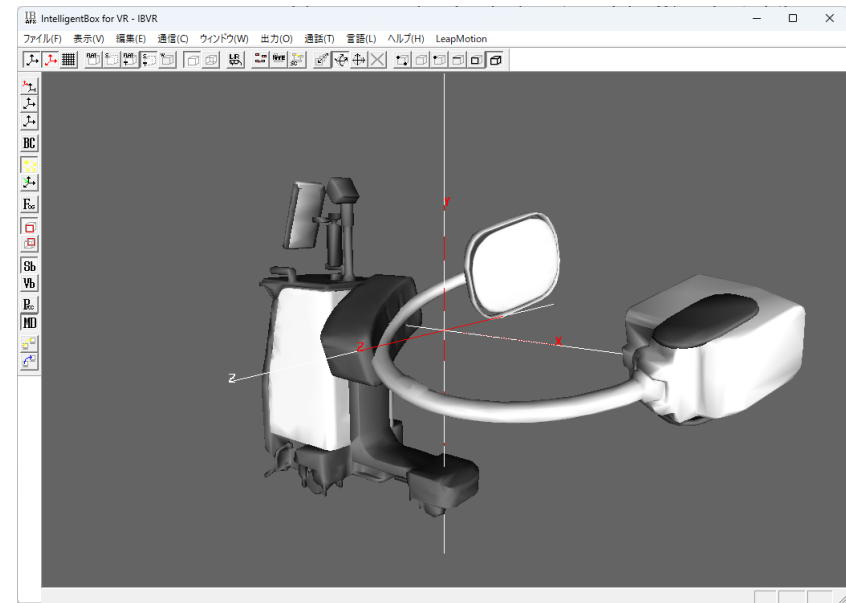 IntelligentBox for VR - IBVR
ファイル(F) 表示(V) 編集(E) 通信(C) ウィンドウ(W) 出力(O) 通話(T) 言語(L) ヘルプ(H) LeapMotion
BC
Sb
Vb
MD
y
x
z
z